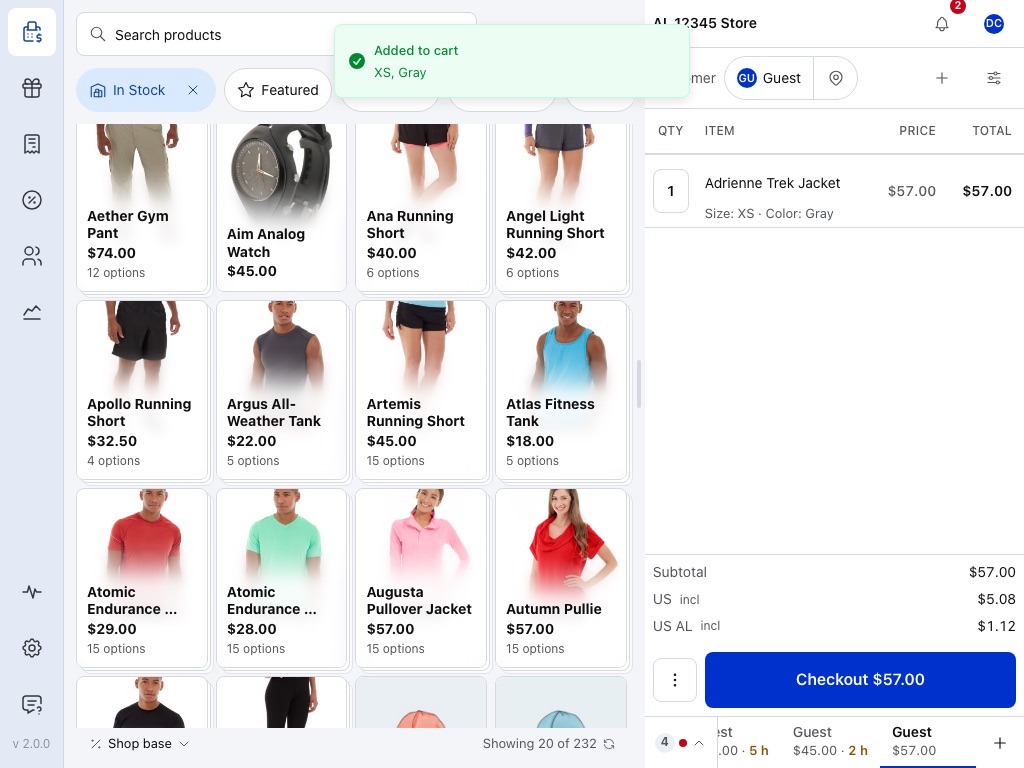 Search products
Added to cart
XS, Gray
In Stock
Featured
AL 12345 Store
2
DC
GU Guest
QTY ITEM PRICE TOTAL
1 Adrienne Trek Jacket $57.00 $57.00
Size: XS · Color: Gray
Aether Gym
Pant
$74.00
12 options
Aim Analog
Watch
$45.00
Ana Running
Short
$40.00
6 options
Angel Light
Running Short
$42.00
6 options
Apollo Running
Short
$32.50
4 options
Argus All-
Weather Tank
$22.00
5 options
Artemis
Running Short
$45.00
15 options
Atlas Fitness
Tank
$18.00
5 options
Atomic
Endurance ...
$29.00
15 options
Atomic
Endurance ...
$28.00
15 options
Augusta
Pullover Jacket
$57.00
15 options
Autumn Pullie
$57.00
15 options
Subtotal $57.00
US incl $5.08
US AL incl $1.12
Checkout $57.00
v 2.0.0
Shop base
Showing 20 of 232
4
.00 · 5 h
Guest
$45.00 · 2 h
Guest
$57.00